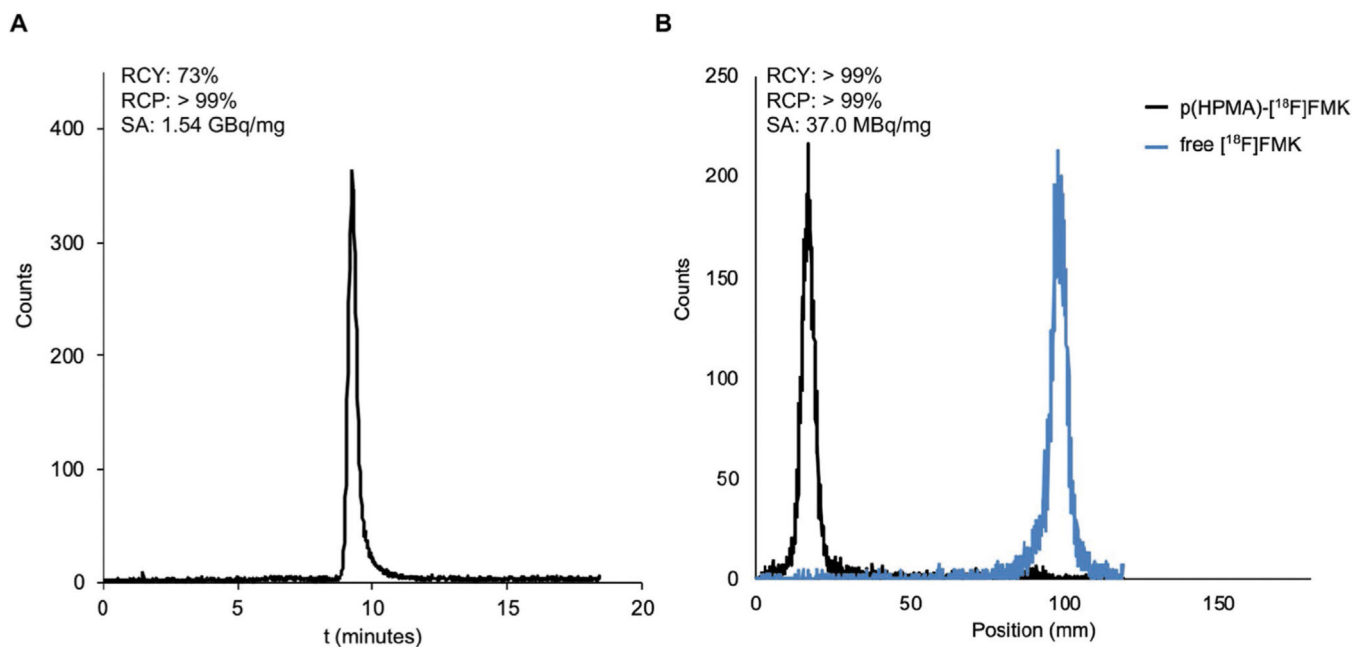 A
RCY: 73%
RCP: > 99%
SA: 1.54 GBq/mg
400
300
200
100
0
Counts
0 5 10 15 20
t (minutes)
B
RCY: > 99%
RCP: > 99%
SA: 37.0 MBq/mg
250
200
150
100
50
0
Counts
0 50 100 150
Position (mm)
p(HPMA)-[¹⁸F]FMK
free [¹⁸F]FMK